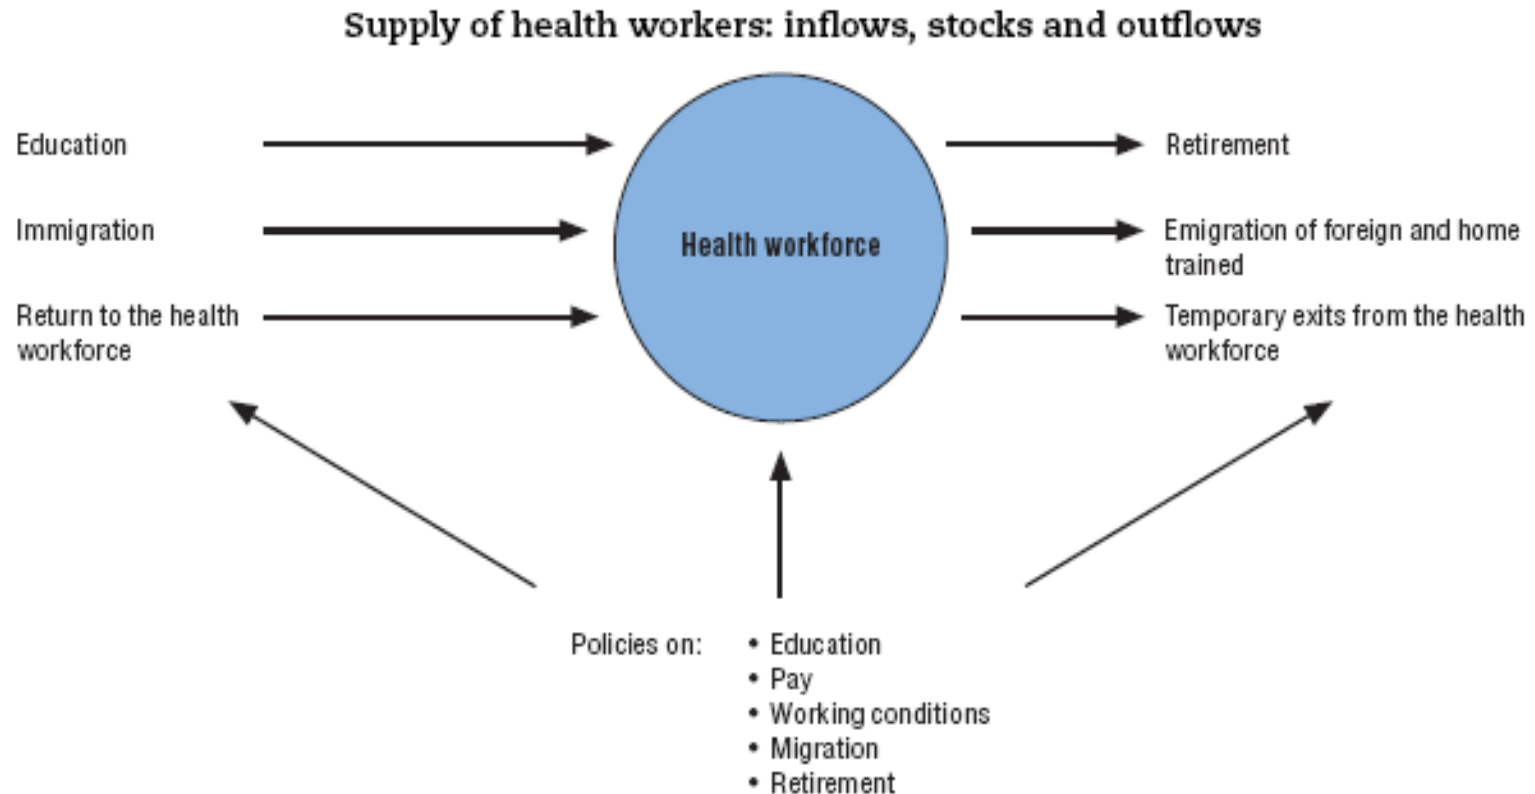 Supply of health workers: inflows, stocks and outflows
Education
Immigration
Return to the health
workforce
Health workforce
Retirement
Emigration of foreign and home
trained
Temporary exits from the health
workforce
Policies on:
• Education
• Pay
• Working conditions
• Migration
• Retirement